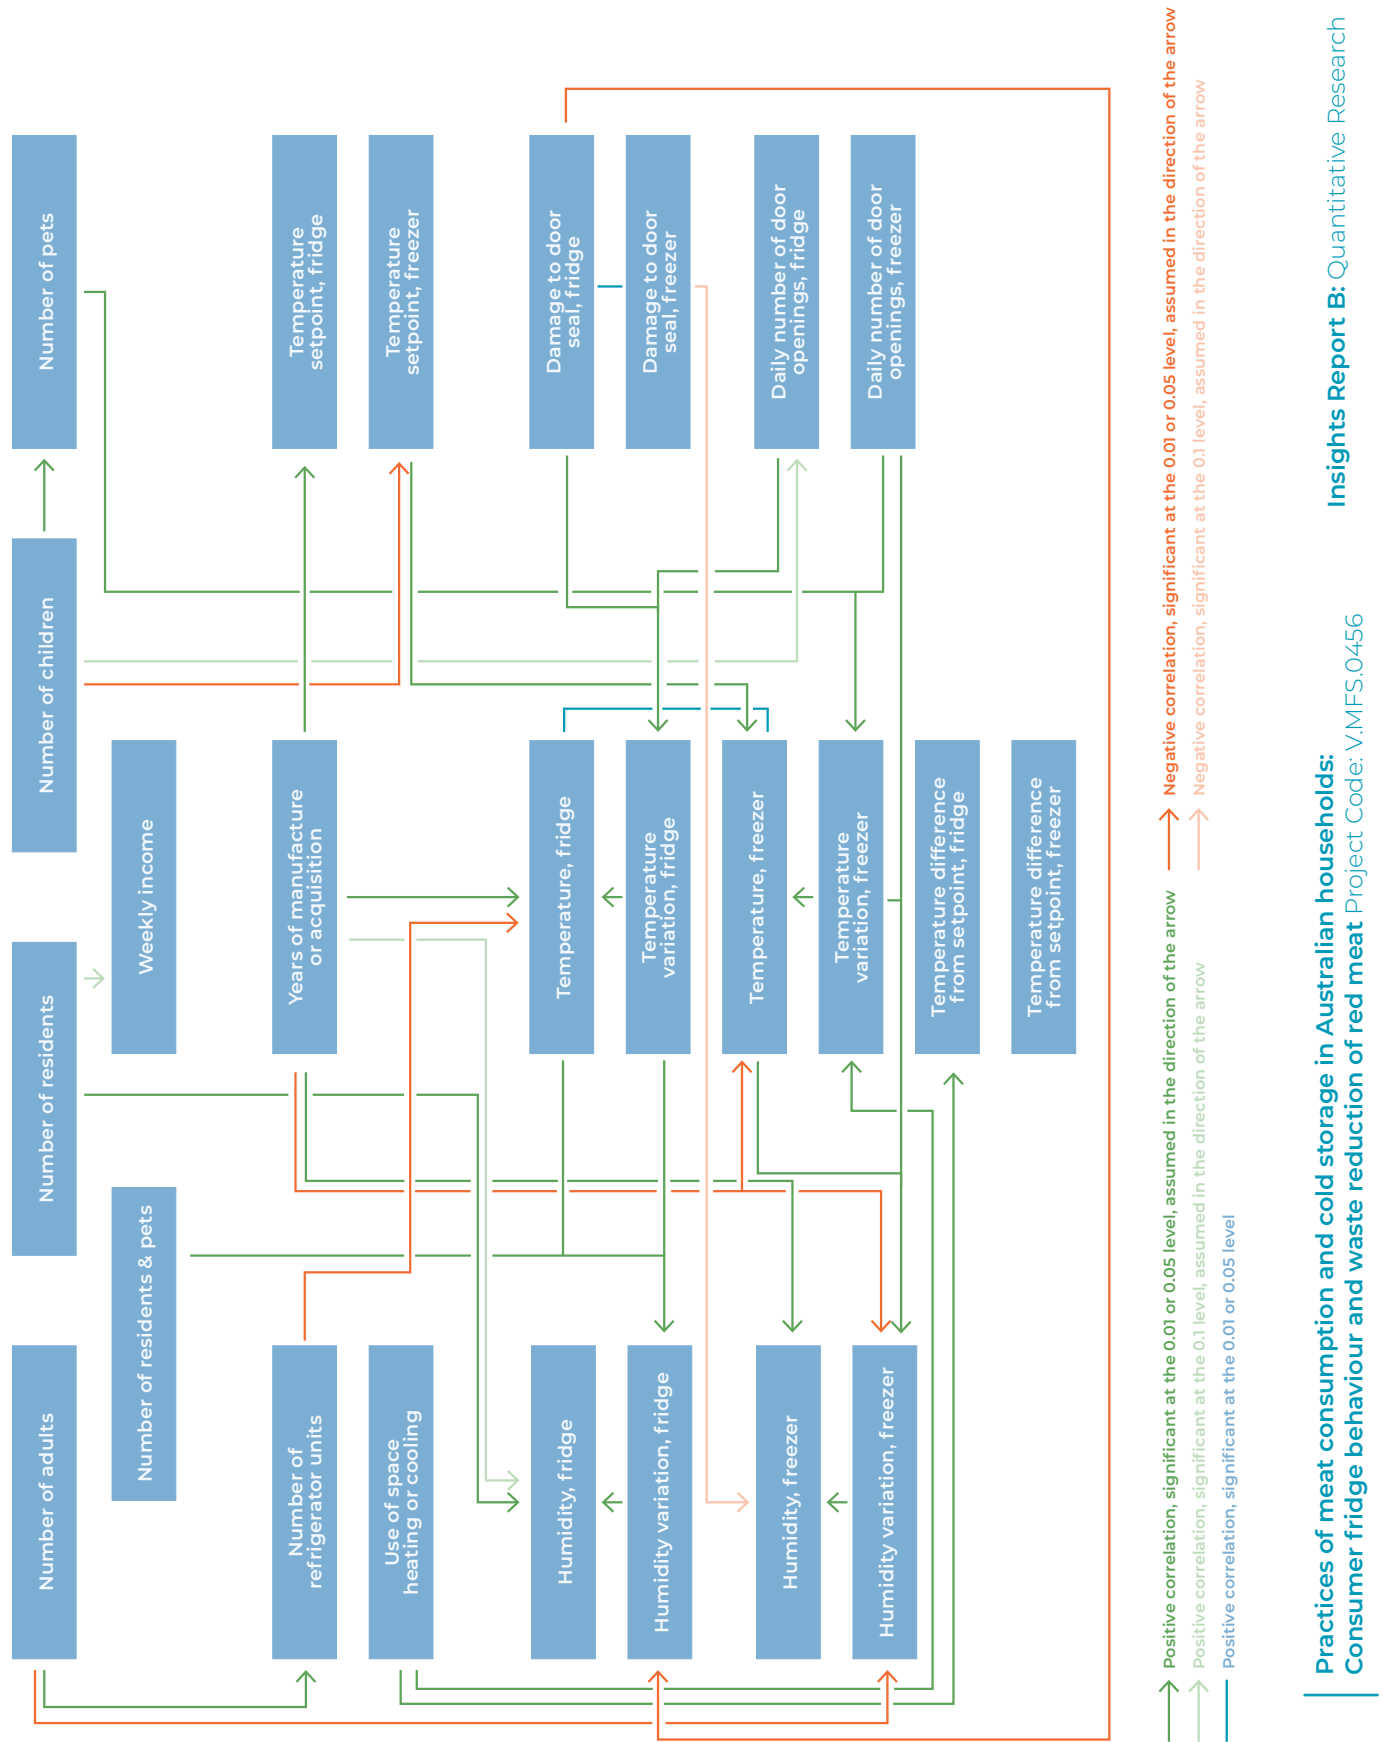 Number of adults
Number of residents
Number of children
Number of pets
Number of residents & pets
Weekly income
Number of
refrigerator units
Years of manufacture
or acquisition
Temperature
setpoint, fridge
Use of space
heating or cooling
Temperature
setpoint, freezer
Humidity, fridge
Temperature, fridge
Damage to door
seal, fridge
Humidity variation, fridge
Temperature
variation, fridge
Damage to door
seal, freezer
Humidity, freezer
Temperature, freezer
Daily number of door
openings, fridge
Humidity variation, freezer
Temperature
variation, freezer
Daily number of door
openings, freezer
Temperature difference
from setpoint, fridge
Temperature difference
from setpoint, freezer
Positive correlation, significant at the 0.01 or 0.05 level, assumed in the direction of the arrow
Negative correlation, significant at the 0.01 or 0.05 level, assumed in the direction of the arrow
Positive correlation, significant at the 0.1 level, assumed in the direction of the arrow
Negative correlation, significant at the 0.1 level, assumed in the direction of the arrow
Positive correlation, significant at the 0.01 or 0.05 level
Practices of meat consumption and cold storage in Australian households:
Consumer fridge behaviour and waste reduction of red meat Project Code: V.MFS.0456
Insights Report B: Quantitative Research